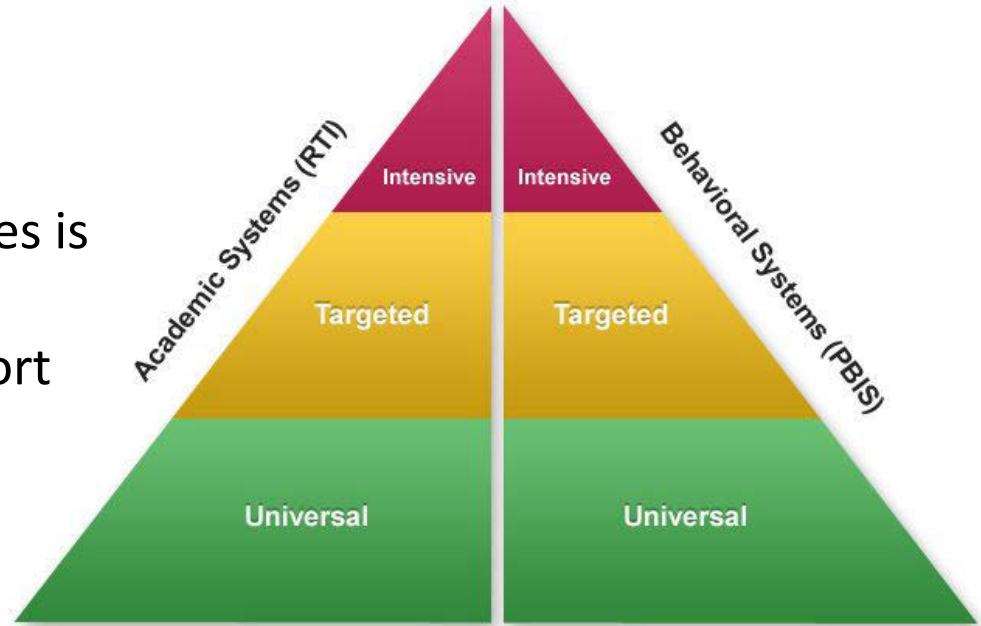 es is
ort
Academic Systems (RTI)
Behavioral Systems (PBIS)
Intensive Intensive
Targeted Targeted
Universal Universal